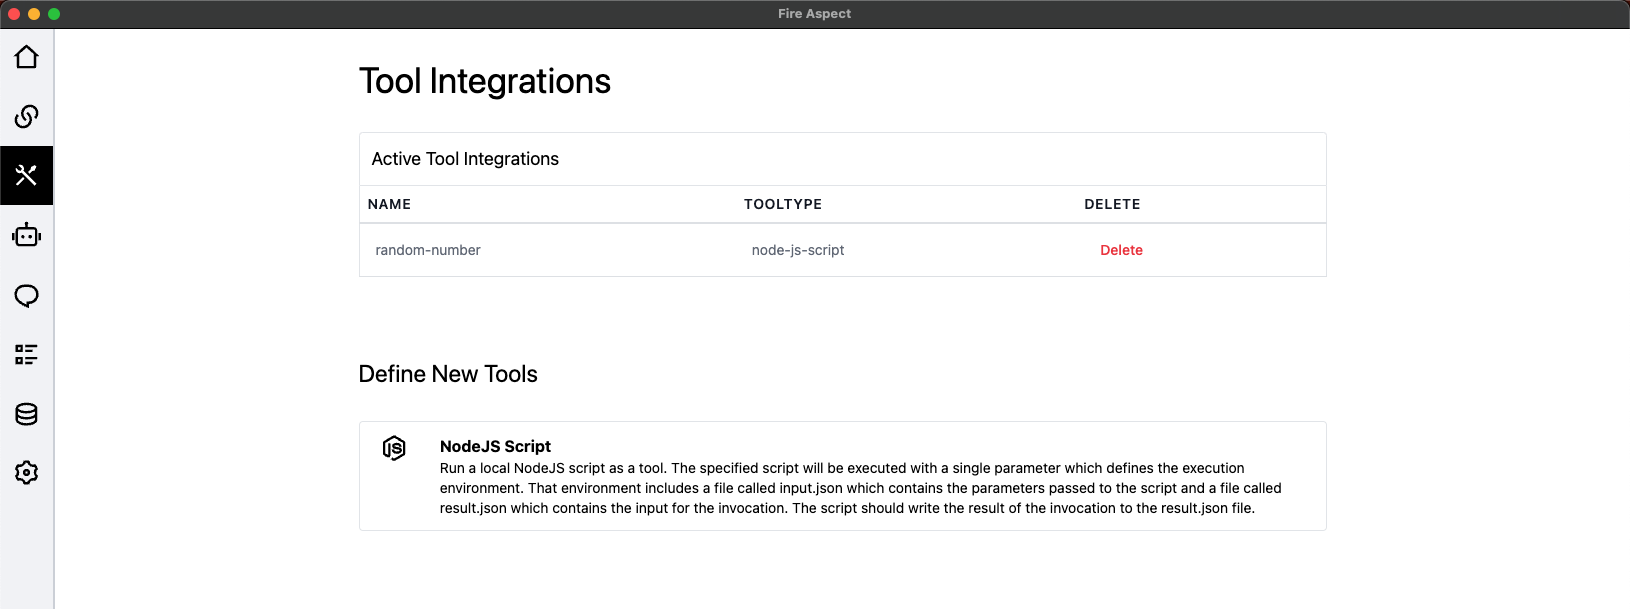 Fire Aspect
Tool Integrations
Active Tool Integrations
NAME TOOLTYPE DELETE
random-number node-js-script Delete
Define New Tools
JS
NodeJS Script
Run a local NodeJS script as a tool. The specified script will be executed with a single parameter which defines the execution
environment. That environment includes a file called input.json which contains the parameters passed to the script and a file called
result.json which contains the input for the invocation. The script should write the result of the invocation to the result.json file.